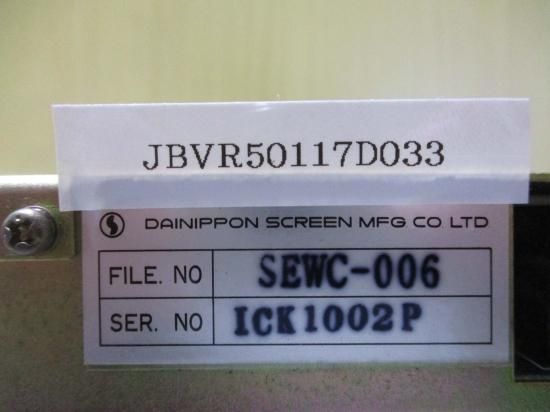 JBVR50117D033
DAINIPPON SCREEN MFG CO. LTD
FILE. NO SEWC-006
SER. NO ICK1002P